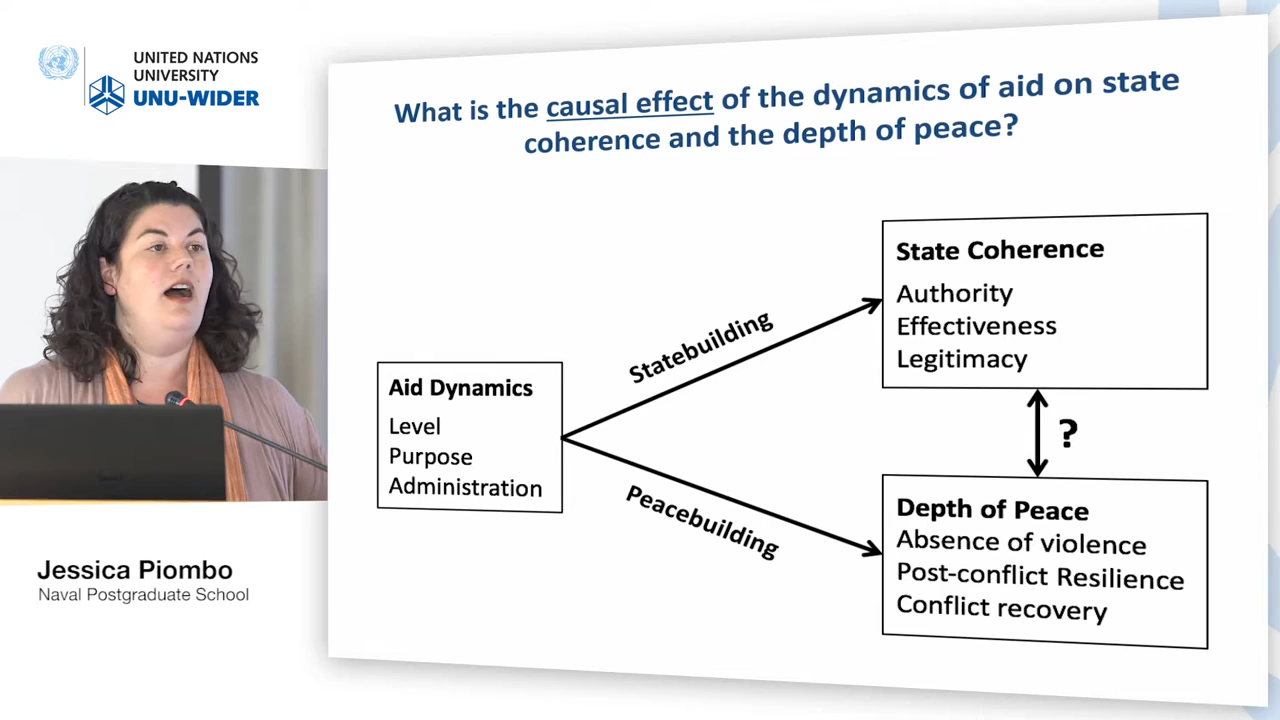 UNITED NATIONS
UNIVERSITY
UNU-WIDER
What is the causal effect of the dynamics of aid on state
coherence and the depth of peace?
Aid Dynamics
Level
Purpose
Administration
Statebuilding
Peacebuilding
State Coherence
Authority
Effectiveness
Legitimacy
?
Depth of Peace
Absence of violence
Post-conflict Resilience
Conflict recovery
Jessica Piombo
Naval Postgraduate School